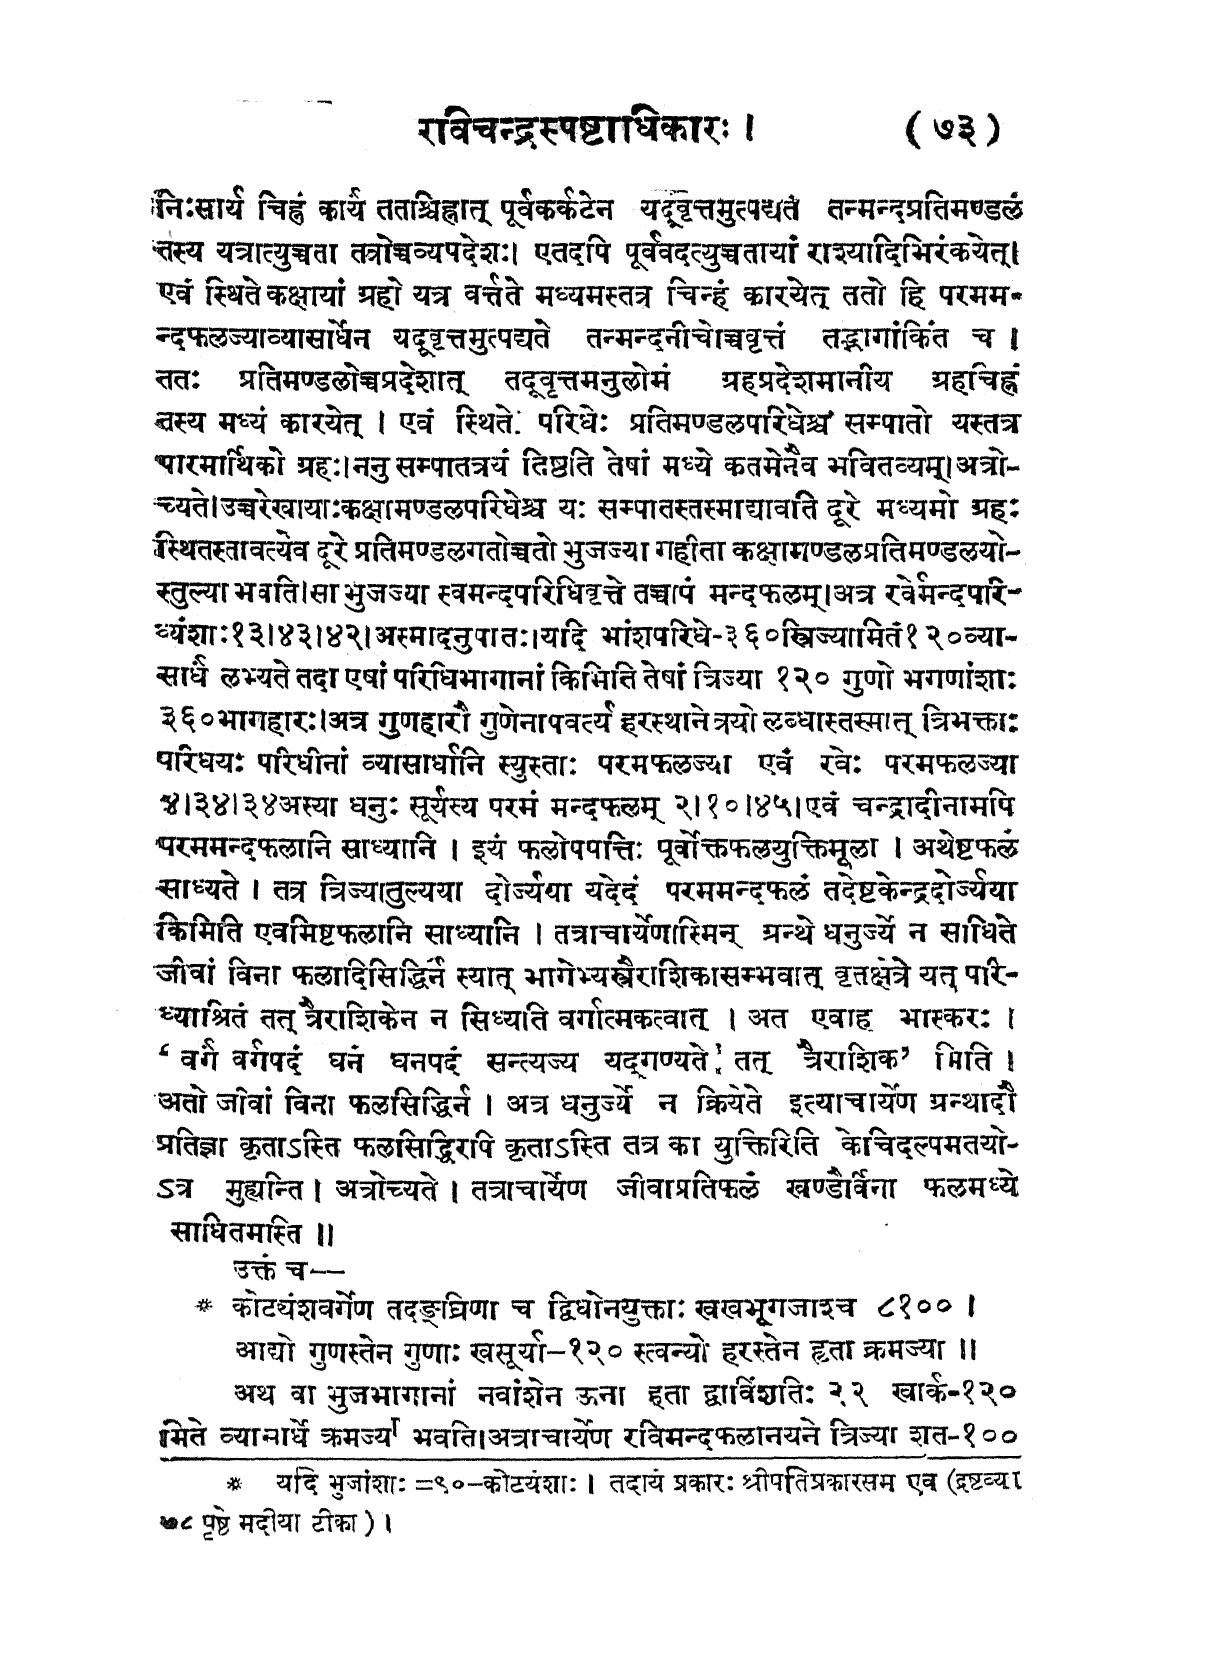 रविचन्द्रस्पष्टाधिकारः । (७३)
निःसार्य चिह्नं कार्यं ततश्चिह्नात् पूर्वकर्कटेन यद्वृत्तमुत्पद्यते तन्मन्दप्रतिमण्डलं
तस्य यत्रात्युच्चता तत्रोच्चव्यपदेशः। एतदपि पूर्ववदत्युच्चतायां राश्यादिभिरंकयेत्।
एवं स्थिते कक्षायां ग्रहो यत्र वर्त्तते मध्यमस्तत्र चिन्हं कारयेत् ततो हि परमम-
न्दफलज्याव्यासार्धेन यद्वृत्तमुत्पद्यते तन्मन्दनीचोच्चवृत्तं तद्भागांकितं च ।
ततः प्रतिमण्डलोच्चप्रदेशात् तद्वृत्तमनुलोमं ग्रहप्रदेशमानीय ग्रहचिह्नं
तस्य मध्यं कारयेत् । एवं स्थिते परिधेः प्रतिमण्डलपरिधेश्च सम्पातो यस्तत्र
पारमार्थिको ग्रहः।ननु सम्पातत्रयं तिष्ठति तेषां मध्ये कतमेनैव भवितव्यम्।अत्रो-
च्यते।उच्चरेखायाःकक्षामण्डलपरिधेश्च यः सम्पातस्तस्माद्यावति दूरे मध्यमो ग्रहः
स्थितस्तावत्येव दूरे प्रतिमण्डलगतोच्चतो भुजज्या गहीता कक्षामण्डलप्रतिमण्डलयो-
स्तुल्या भवति।सा भुजज्या स्वमन्दपरिधिवृत्ते तच्चापं मन्दफलम्।अत्र रवेर्मन्दपरि-
ध्यंशाः१३।४३।४२।अस्मादनुपातः।यदि भांशपरिधे-३६०स्त्रिज्यामितं१२०व्या-
सार्धं लभ्यते तदा एषां परिधिभागानां किमिति तेषां त्रिज्या १२० गुणो भगणांशाः
३६०भागहारः।अत्र गुणहारौ गुणेनापवर्त्य हरस्थाने त्रयो लब्धास्तस्मात् त्रिभक्ताः
परिधयः परिधीनां व्यासार्धानि स्युस्ताः परमफलज्या एवं रवेः परमफलज्या
४।३४।३४अस्या धनुः सूर्यस्य परमं मन्दफलम् २।१०।४५।एवं चन्द्रादीनामपि
परममन्दफलानि साध्यानि । इयं फलोपपत्तिः पूर्वोक्तफलयुक्तिमूला । अथेष्टफलं
साध्यते । तत्र त्रिज्यातुल्यया दोर्ज्यया यदेदं परममन्दफलं तदेष्टकेन्द्रदोर्ज्यया
किमिति एवमिष्टफलानि साध्यानि । तत्राचार्येणास्मिन् ग्रन्थे धनुर्ज्ये न साधिते
जीवां विना फलादिसिद्धिर्न स्यात् भागेभ्यस्त्रैराशिकासम्भवात् वृत्तक्षेत्रे यत् परि-
ध्याश्रितं तत् त्रैराशिकेन न सिध्यति वर्गात्मकत्वात् । अत एवाह भास्करः ।
‘ वर्गं वर्गपदं घनं घनपदं सन्त्यज्य यद्गण्यते तत् त्रैराशिक’ मिति ।
अतो जीवां विना फलसिद्धिर्न । अत्र धनुर्ज्ये न क्रियेते इत्याचार्येण ग्रन्थादौ
प्रतिज्ञा कृताऽस्ति फलसिद्धिरपि कृताऽस्ति तत्र का युक्तिरिति केचिदल्पमतयो-
ऽत्र मुह्यन्ति । अत्रोच्यते । तत्राचार्येण जीवाप्रतिफलं खण्डैर्विना फलमध्ये
साधितमस्ति ॥
उक्तं च—
* कोटयंशवर्गेण तदङ्घ्रिणा च द्विधोनयुक्ताः खखभूगजाश्च ८१०० ।
आद्यो गुणस्तेन गुणाः खसूर्या-१२० स्त्वन्यो हरस्तेन हृता क्रमज्या ॥
अथ वा भुजभागानां नवांशेन ऊना हता द्वाविंशतिः २२ खार्क-१२०
मिते व्यासार्धे क्रमज्या भवति।अत्राचार्येण रविमन्दफलानयने त्रिज्या शत-१००
* यदि भुजांशाः =९०-कोटयंशाः । तदायं प्रकारः श्रीपतिप्रकारसम एव (द्रष्टव्या
७८ पृष्ठे मदीया टीका) ।